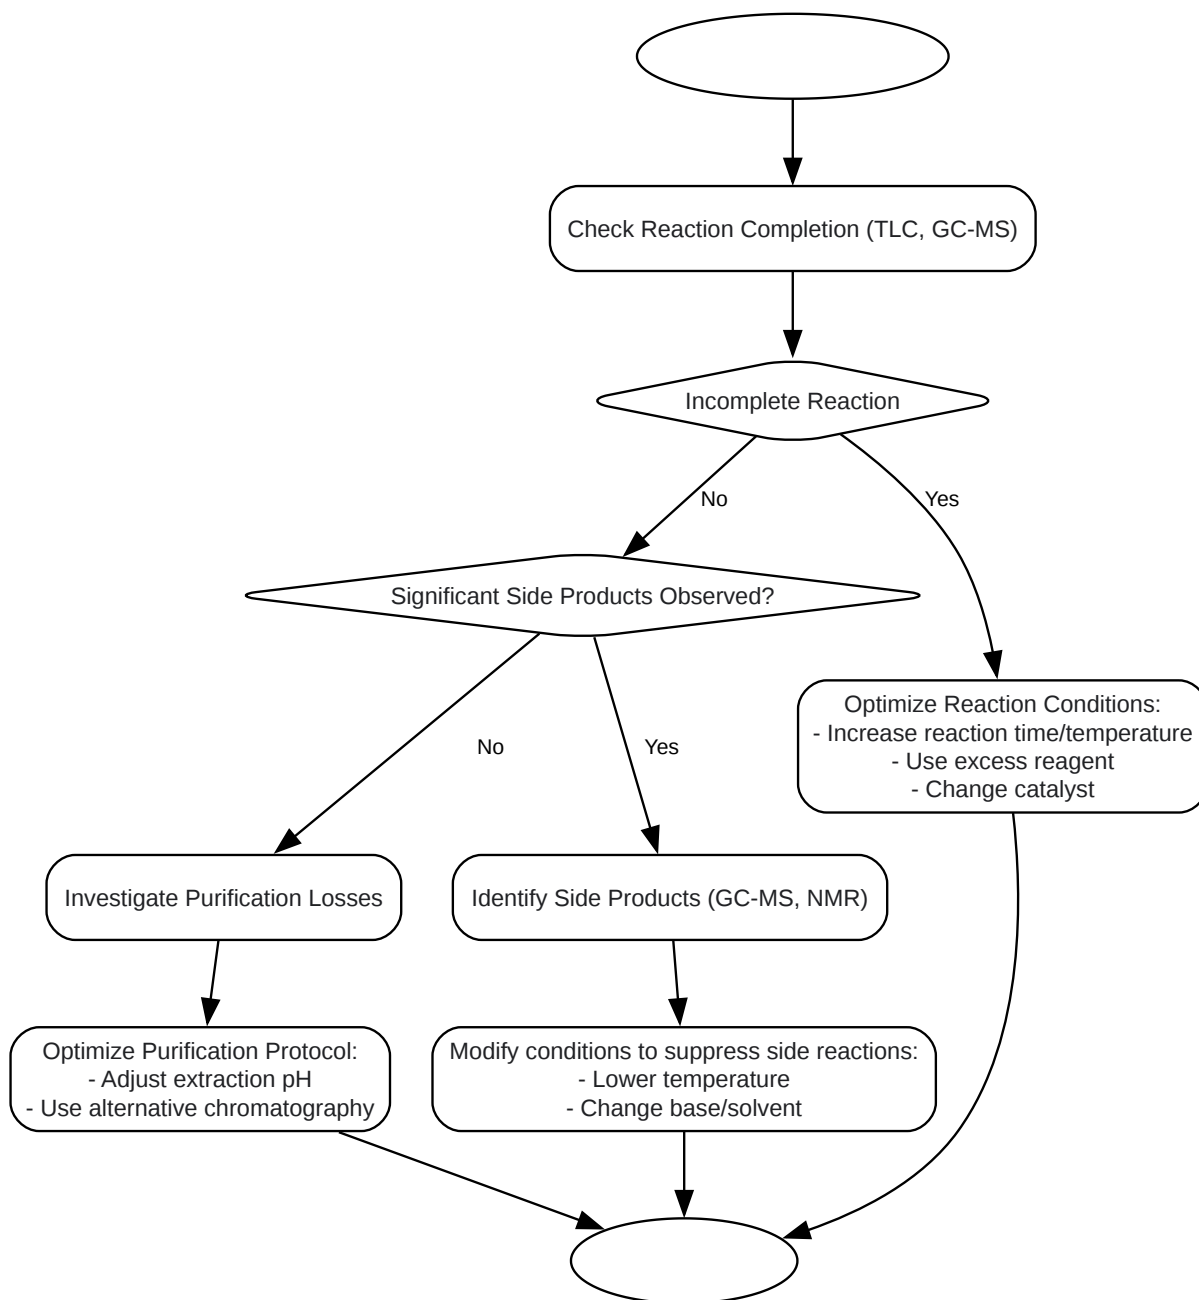 Check Reaction Completion (TLC, GC-MS)
Incomplete Reaction
No
Yes
Significant Side Products Observed?
Optimize Reaction Conditions:
- Increase reaction time/temperature
- Use excess reagent
- Change catalyst
No
Yes
Investigate Purification Losses
Identify Side Products (GC-MS, NMR)
Optimize Purification Protocol:
- Adjust extraction pH
- Use alternative chromatography
Modify conditions to suppress side reactions:
- Lower temperature
- Change base/solvent